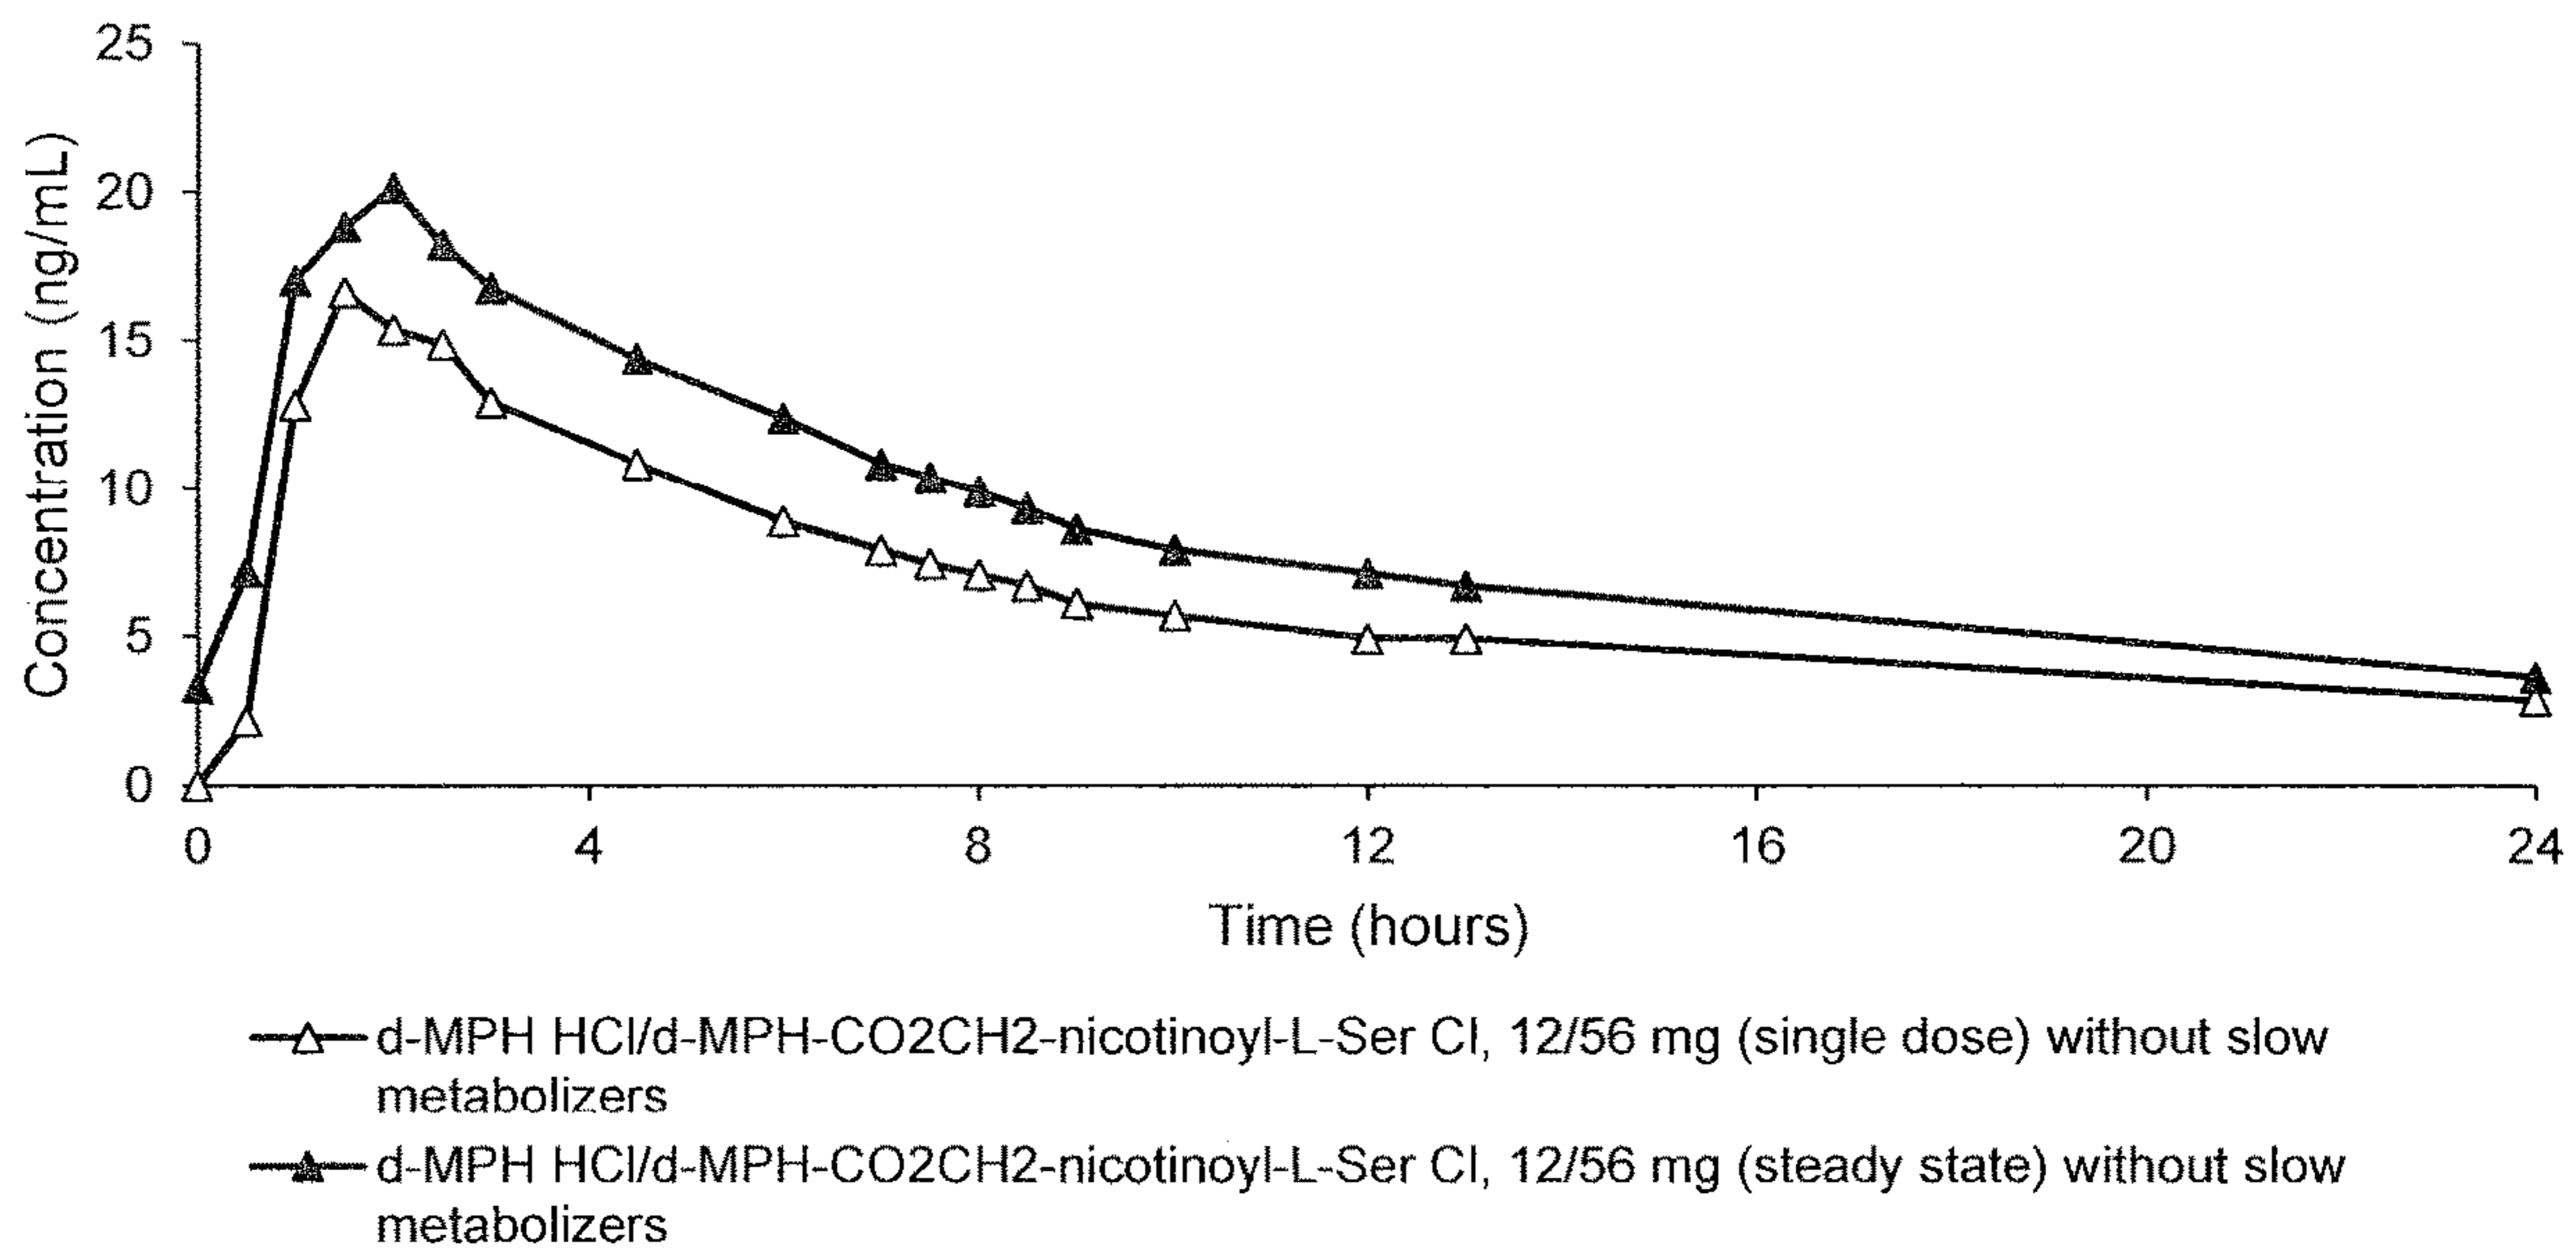 25
20
15
10
5
0
Concentration (ng/mL)
0 4 8 12 16 20 24
Time (hours)
d-MPH HCl/d-MPH-CO2CH2-nicotinoyl-L-Ser Cl, 12/56 mg (single dose) without slow
metabolizers
d-MPH HCl/d-MPH-CO2CH2-nicotinoyl-L-Ser Cl, 12/56 mg (steady state) without slow
metabolizers